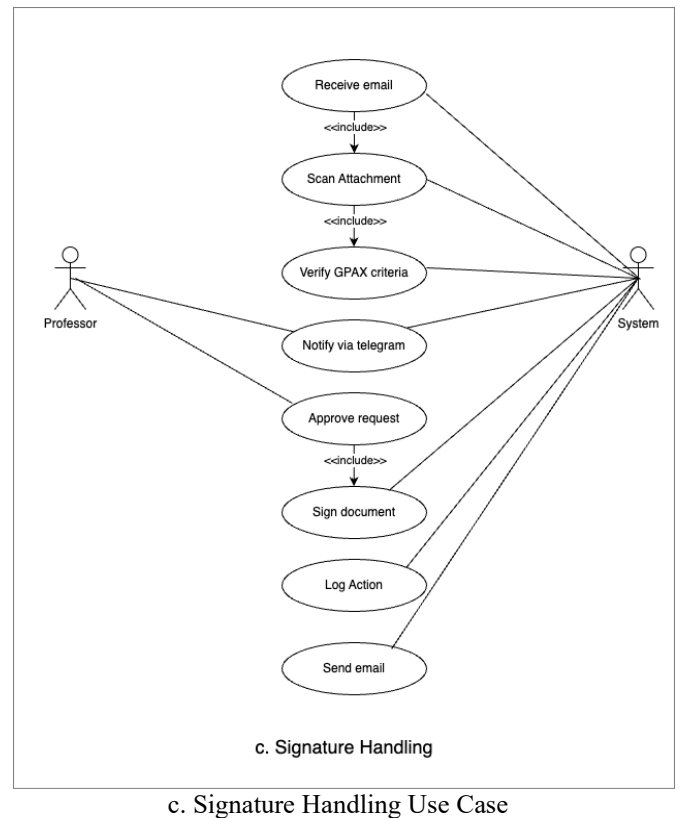 Receive email
<<include>>
Scan Attachment
<<include>>
Verify GPAX criteria
Professor
System
Notify via telegram
Approve request
<<include>>
Sign document
Log Action
Send email
c. Signature Handling
c. Signature Handling Use Case